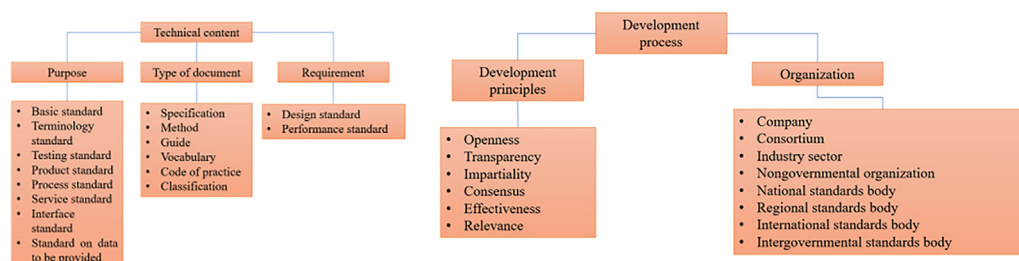 Technical content
Purpose
Type of document
Requirement
• Basic standard
• Terminology
standard
• Testing standard
• Product standard
• Process standard
• Service standard
• Interface
standard
• Standard on data
to be provided
• Specification
• Method
• Guide
• Vocabulary
• Code of practice
• Classification
• Design standard
• Performance standard
Development
process
Development
principles
Organization
• Openness
• Transparency
• Impartiality
• Consensus
• Effectiveness
• Relevance
• Company
• Consortium
• Industry sector
• Nongovernmental organization
• National standards body
• Regional standards body
• International standards body
• Intergovernmental standards body